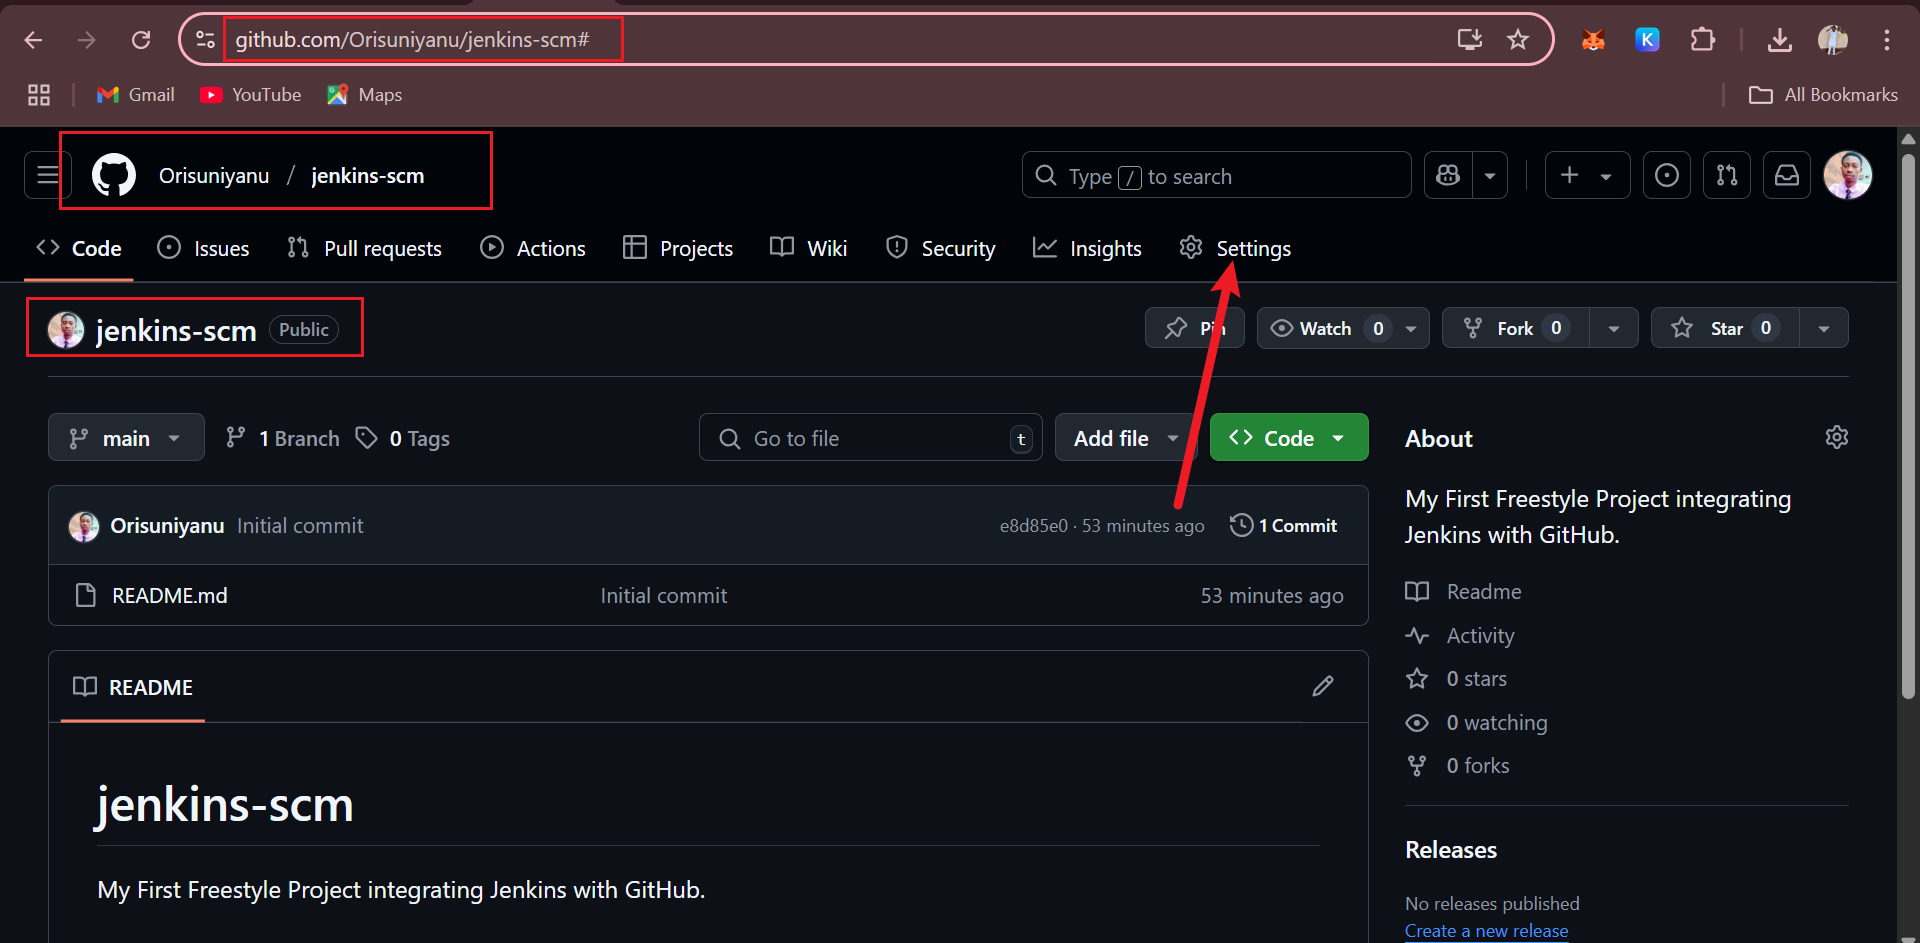 github.com/Orisuniyanu/jenkins-scm#
K
Gmail YouTube Maps All Bookmarks
Orisuniyanu / jenkins-scm Type / to search
Code Issues Pull requests Actions Projects Wiki Security Insights Settings
jenkins-scm Public Watch 0 Fork 0 Star 0
main 1 Branch 0 Tags Go to file t Add file Code
About
My First Freestyle Project integrating
Jenkins with GitHub.
Orisuniyanu Initial commit e8d85e0 · 53 minutes ago 1 Commit
README.md Initial commit 53 minutes ago
Readme
Activity
0 stars
0 watching
0 forks
README
jenkins-scm
My First Freestyle Project integrating Jenkins with GitHub.
Releases
No releases published
Create a new release